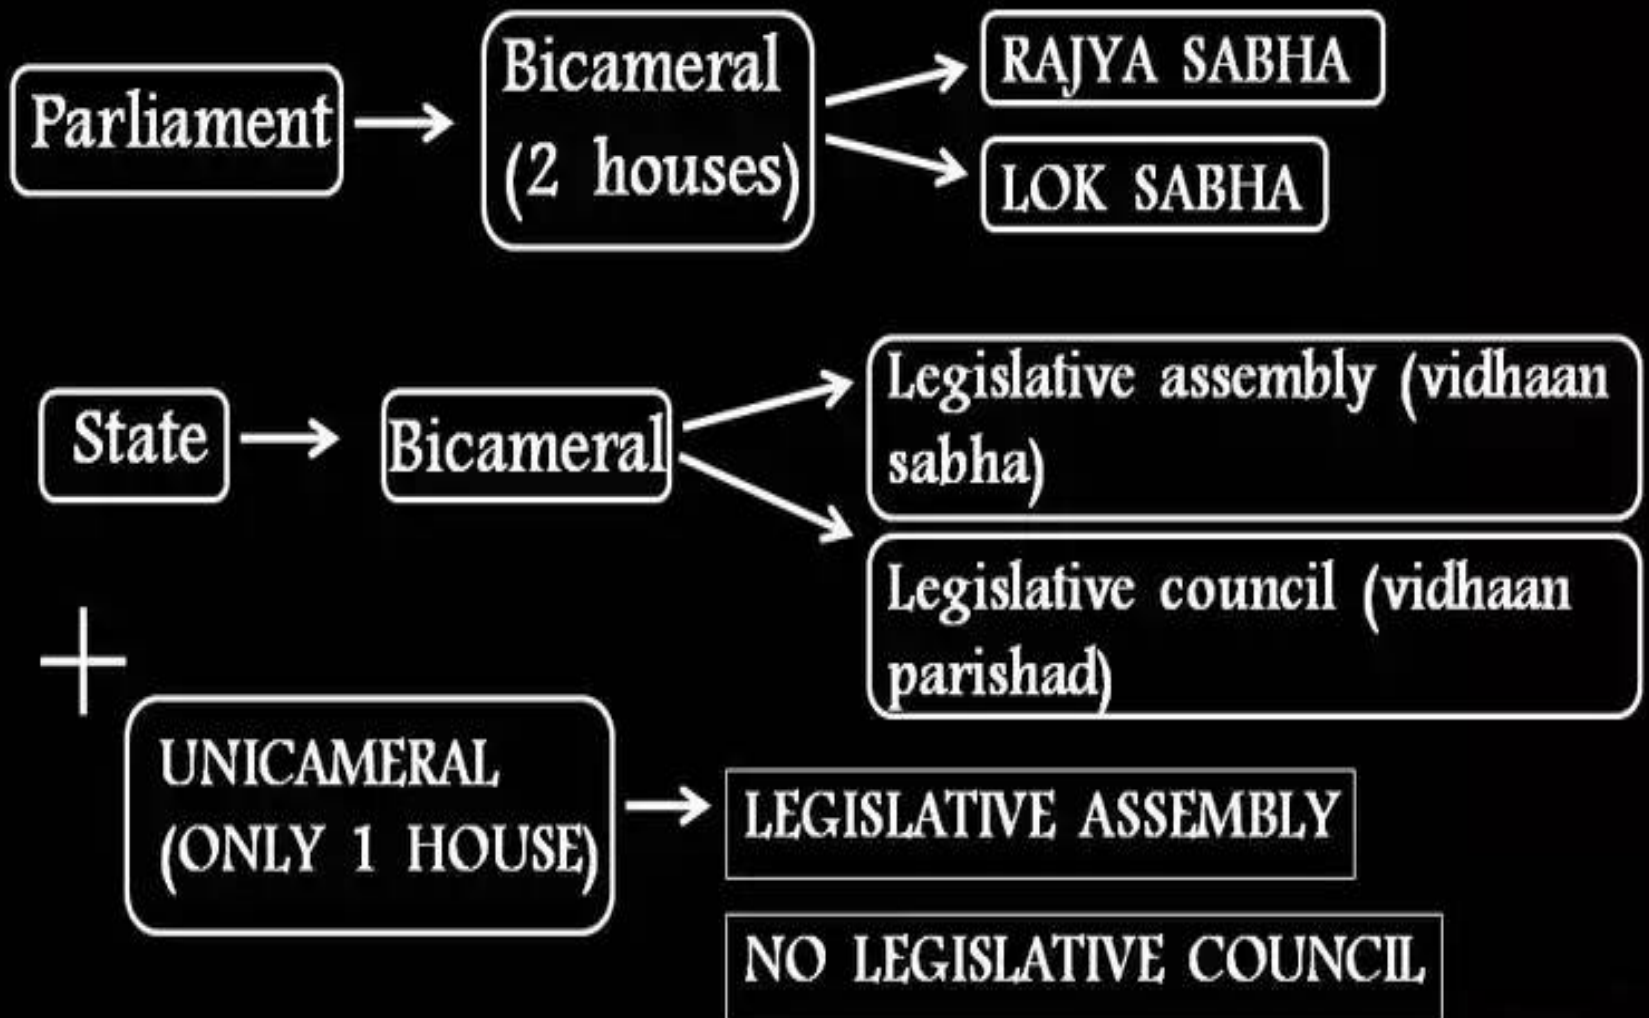 Parliament
Bicameral
(2 houses)
RAJYA SABHA
LOK SABHA
State
Bicameral
Legislative assembly (vidhaan
sabha)
Legislative council (vidhaan
parishad)
+
UNICAMERAL
(ONLY 1 HOUSE)
LEGISLATIVE ASSEMBLY
NO LEGISLATIVE COUNCIL